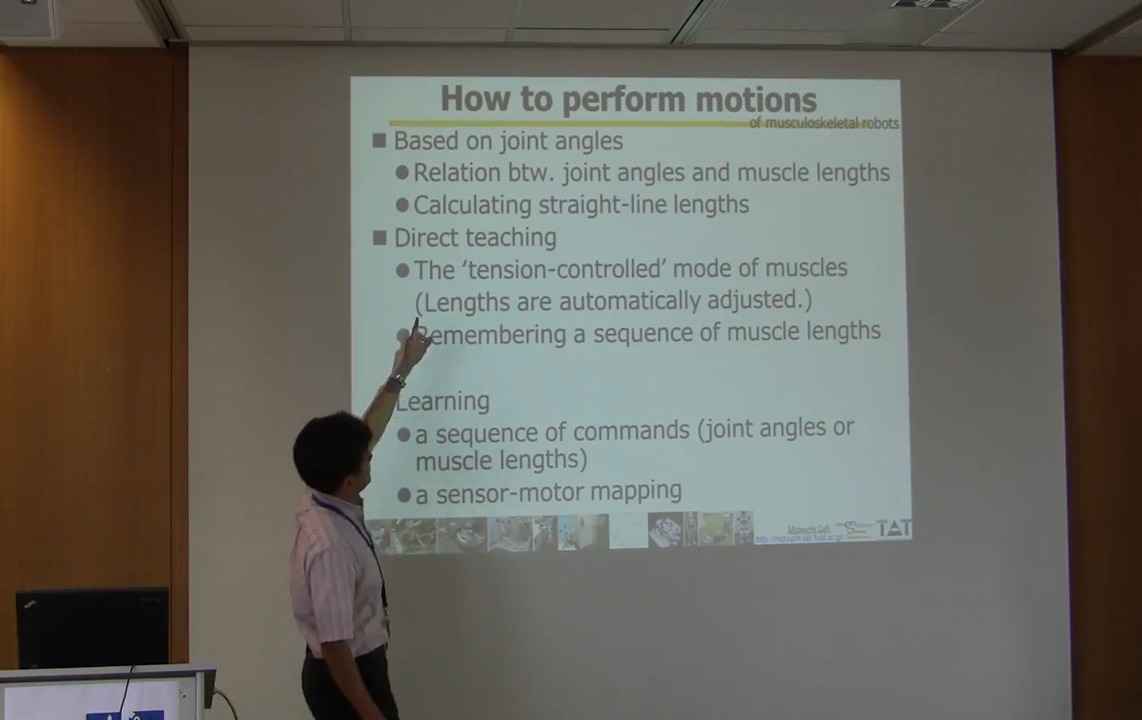 How to perform motions
of musculoskeletal robots
Based on joint angles
Relation btw. joint angles and muscle lengths
Calculating straight-line lengths
Direct teaching
The ‘tension-controlled’ mode of muscles
(Lengths are automatically adjusted.)
Remembering a sequence of muscle lengths
Learning
a sequence of commands (joint angles or
muscle lengths)
a sensor-motor mapping
Mizuuchi Lab.
TAT